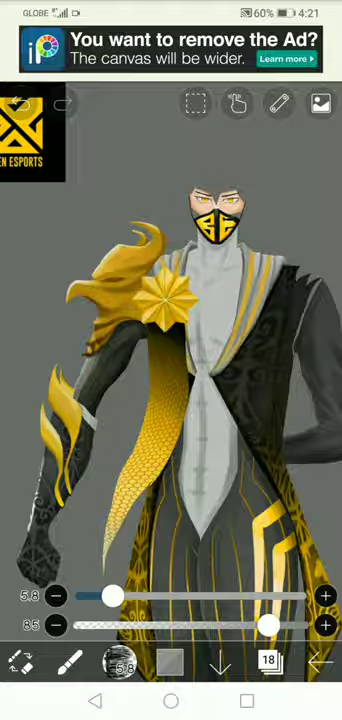 GLOBE 60% 4:21
iP You want to remove the Ad?
The canvas will be wider. Learn more ›
EN ESPORTS
5.8
85
5.8 18